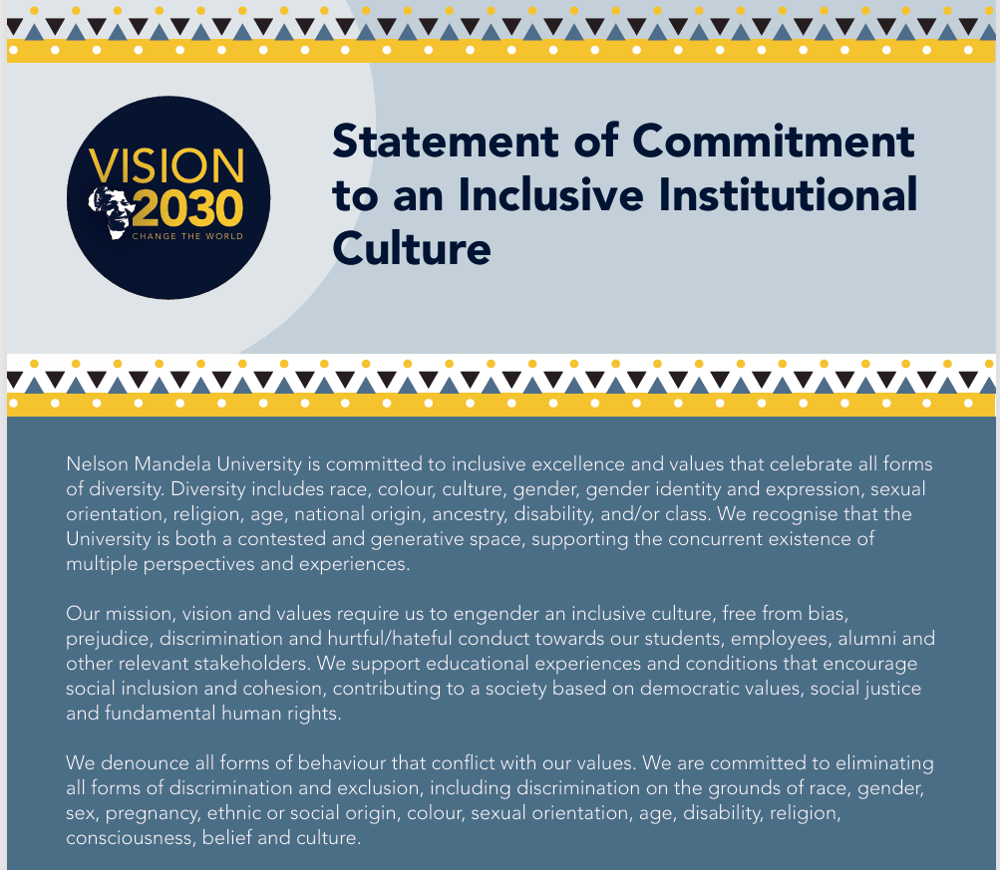 VISION
2030
CHANGE THE WORLD
Statement of Commitment
to an Inclusive Institutional
Culture
Nelson Mandela University is committed to inclusive excellence and values that celebrate all forms
of diversity. Diversity includes race, colour, culture, gender, gender identity and expression, sexual
orientation, religion, age, national origin, ancestry, disability, and/or class. We recognise that the
University is both a contested and generative space, supporting the concurrent existence of
multiple perspectives and experiences.
Our mission, vision and values require us to engender an inclusive culture, free from bias,
prejudice, discrimination and hurtful/hateful conduct towards our students, employees, alumni and
other relevant stakeholders. We support educational experiences and conditions that encourage
social inclusion and cohesion, contributing to a society based on democratic values, social justice
and fundamental human rights.
We denounce all forms of behaviour that conflict with our values. We are committed to eliminating
all forms of discrimination and exclusion, including discrimination on the grounds of race, gender,
sex, pregnancy, ethnic or social origin, colour, sexual orientation, age, disability, religion,
consciousness, belief and culture.